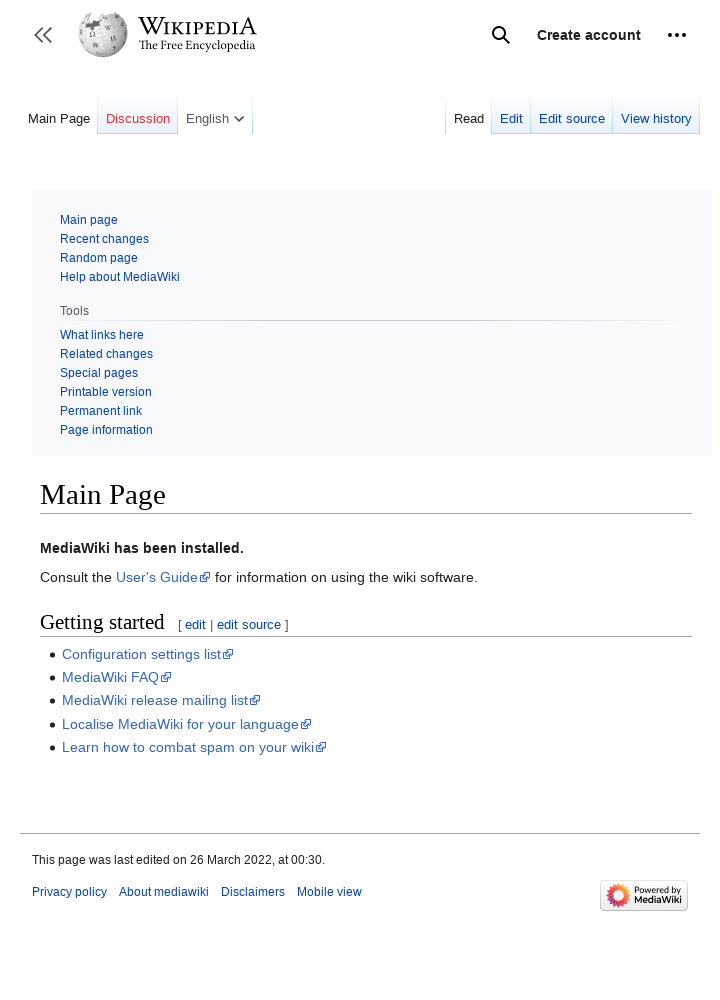 WIKIPEDIA
The Free Encyclopedia
Create account
Main Page Discussion English Read Edit Edit source View history
Main page
Recent changes
Random page
Help about MediaWiki
Tools
What links here
Related changes
Special pages
Printable version
Permanent link
Page information
Main Page
MediaWiki has been installed.
Consult the User's Guide for information on using the wiki software.
Getting started [ edit | edit source ]
Configuration settings list
MediaWiki FAQ
MediaWiki release mailing list
Localise MediaWiki for your language
Learn how to combat spam on your wiki
This page was last edited on 26 March 2022, at 00:30.
Privacy policy About mediawiki Disclaimers Mobile view
Powered by
MediaWiki